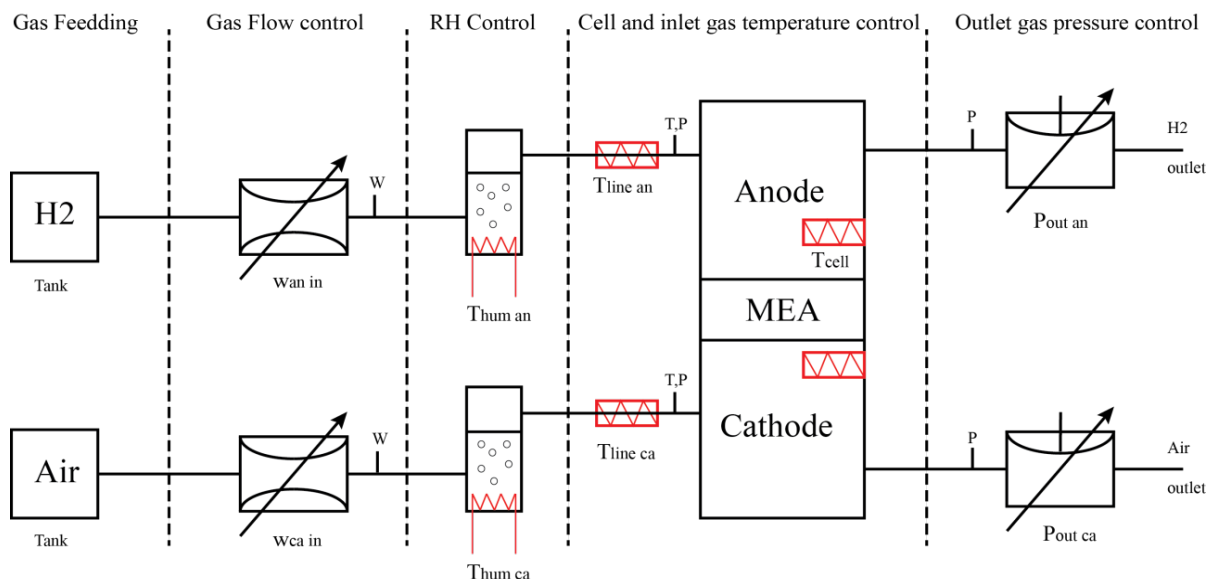 Gas Feedding
Gas Flow control
RH Control
Cell and inlet gas temperature control
Outlet gas pressure control
H2
Tank
W
wan in
Thum an
T,P
Tline an
Anode
Tcell
MEA
P
Pout an
H2
outlet
Air
Tank
W
wca in
Thum ca
T,P
Tline ca
Cathode
P
Pout ca
Air
outlet